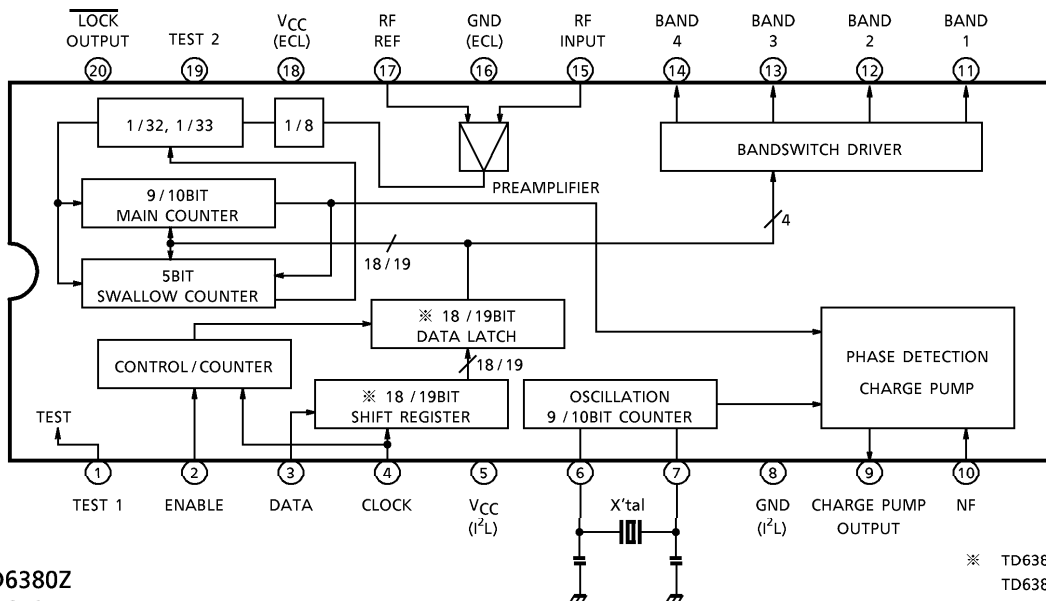 LOCK
OUTPUT
TEST 2
VCC
(ECL)
RF
REF
GND
(ECL)
RF
INPUT
BAND
4
BAND
3
BAND
2
BAND
1
20
19
18
17
16
15
14
13
12
11
1/32, 1/33
1/8
BANDSWITCH DRIVER
PREAMPLIFIER
9/10BIT
MAIN COUNTER
4
18/19
5BIT
SWALLOW COUNTER
※ 18/19BIT
DATA LATCH
PHASE DETECTION
CHARGE PUMP
CONTROL/COUNTER
18/19
※ 18/19BIT
SHIFT REGISTER
OSCILLATION
9/10BIT COUNTER
TEST
1
2
3
4
5
6
7
8
9
10
TEST 1
ENABLE
DATA
CLOCK
VCC
(I²L)
X'tal
GND
(I²L)
CHARGE PUMP
OUTPUT
NF
※ TD638
TD638
6380Z